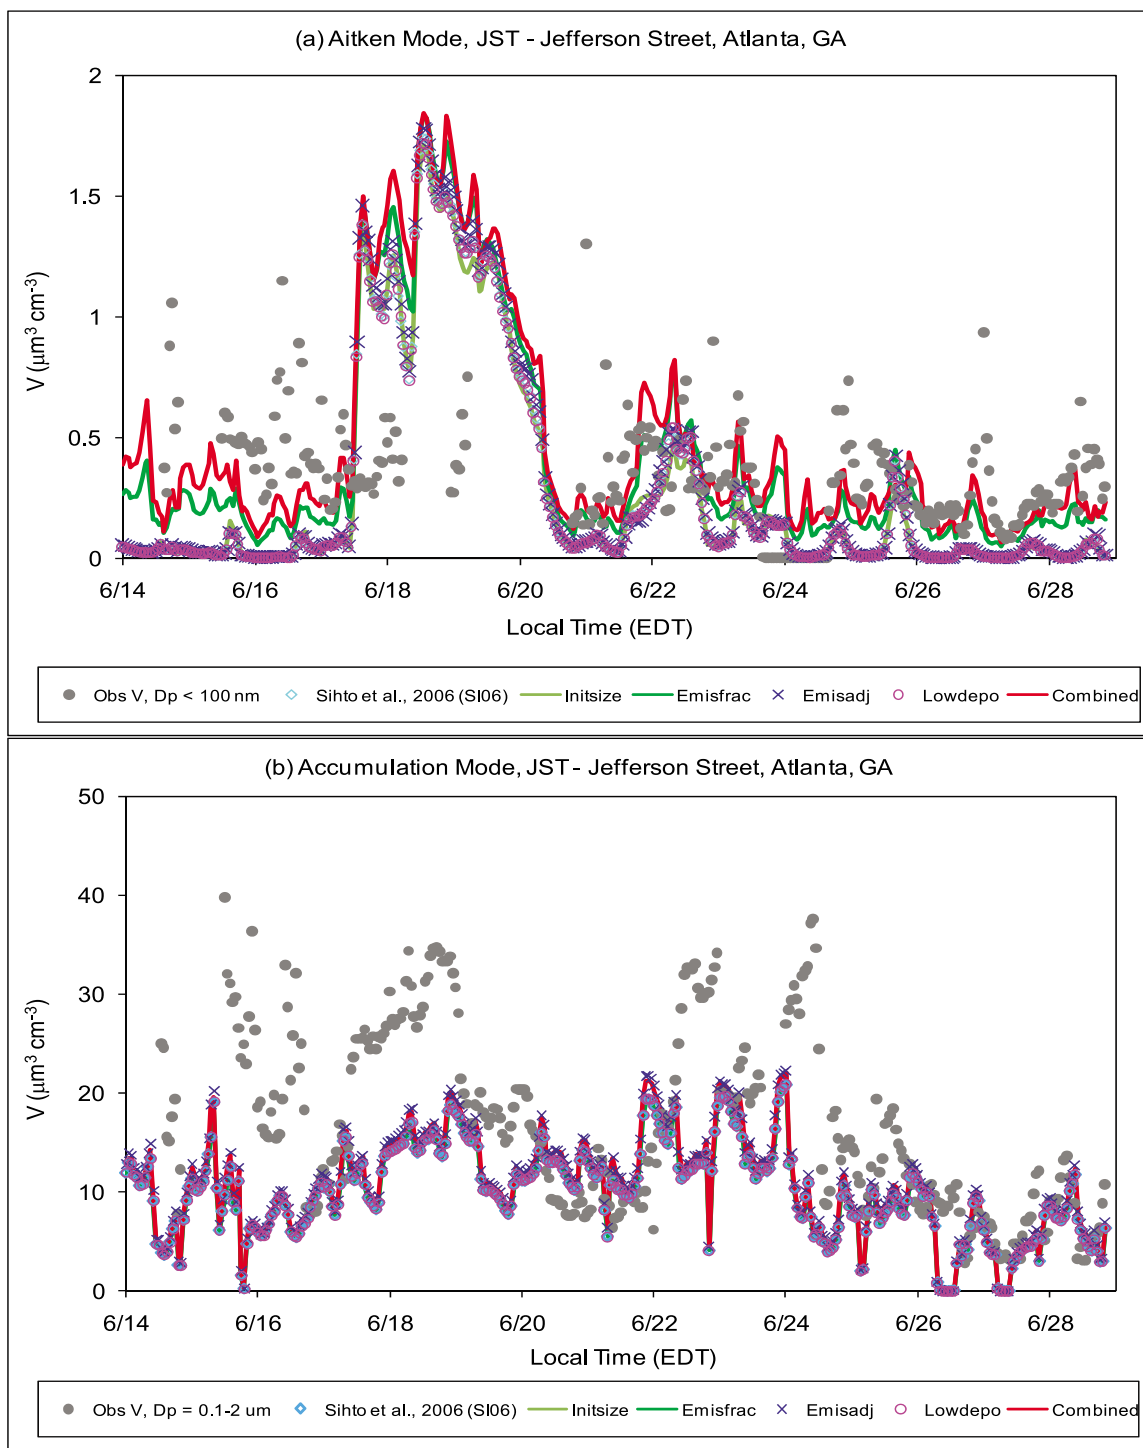 (a) Aitken Mode, JST - Jefferson Street, Atlanta, GA
2
1.5
1
0.5
0
V (μm³ cm-³)
6/14 6/16 6/18 6/20 6/22 6/24 6/26 6/28
Local Time (EDT)
Obs V, Dp < 100 nm Sihto et al., 2006 (SI06) Initsize Emisfrac Emisadj Lowdepo Combined
(b) Accumulation Mode, JST - Jefferson Street, Atlanta, GA
50
40
30
20
10
0
V (μm³ cm-³)
6/14 6/16 6/18 6/20 6/22 6/24 6/26 6/28
Local Time (EDT)
Obs V, Dp = 0.1-2 um Sihto et al., 2006 (SI06) Initsize Emisfrac Emisadj Lowdepo Combined